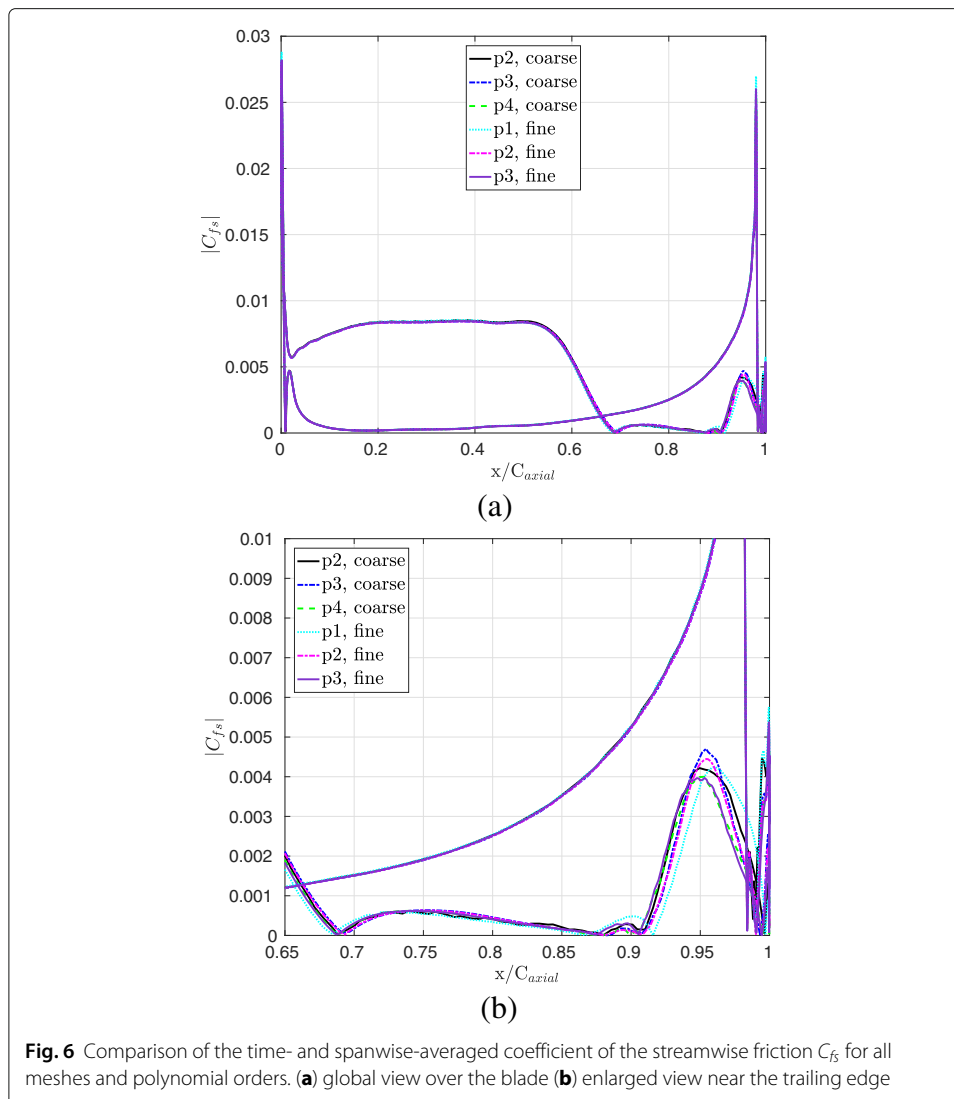 0.03
0.025
0.02
0.015
0.01
0.005
0
|C_fs|
p2, coarse
p3, coarse
p4, coarse
p1, fine
p2, fine
p3, fine
0 0.2 0.4 0.6 0.8 1
x/C_axial
(a)
0.01
0.009
0.008
0.007
0.006
0.005
0.004
0.003
0.002
0.001
0
|C_fs|
p2, coarse
p3, coarse
p4, coarse
p1, fine
p2, fine
p3, fine
0.65 0.7 0.75 0.8 0.85 0.9 0.95 1
x/C_axial
(b)
Fig. 6 Comparison of the time- and spanwise-averaged coefficient of the streamwise friction C_fs for all
meshes and polynomial orders. (a) global view over the blade (b) enlarged view near the trailing edge